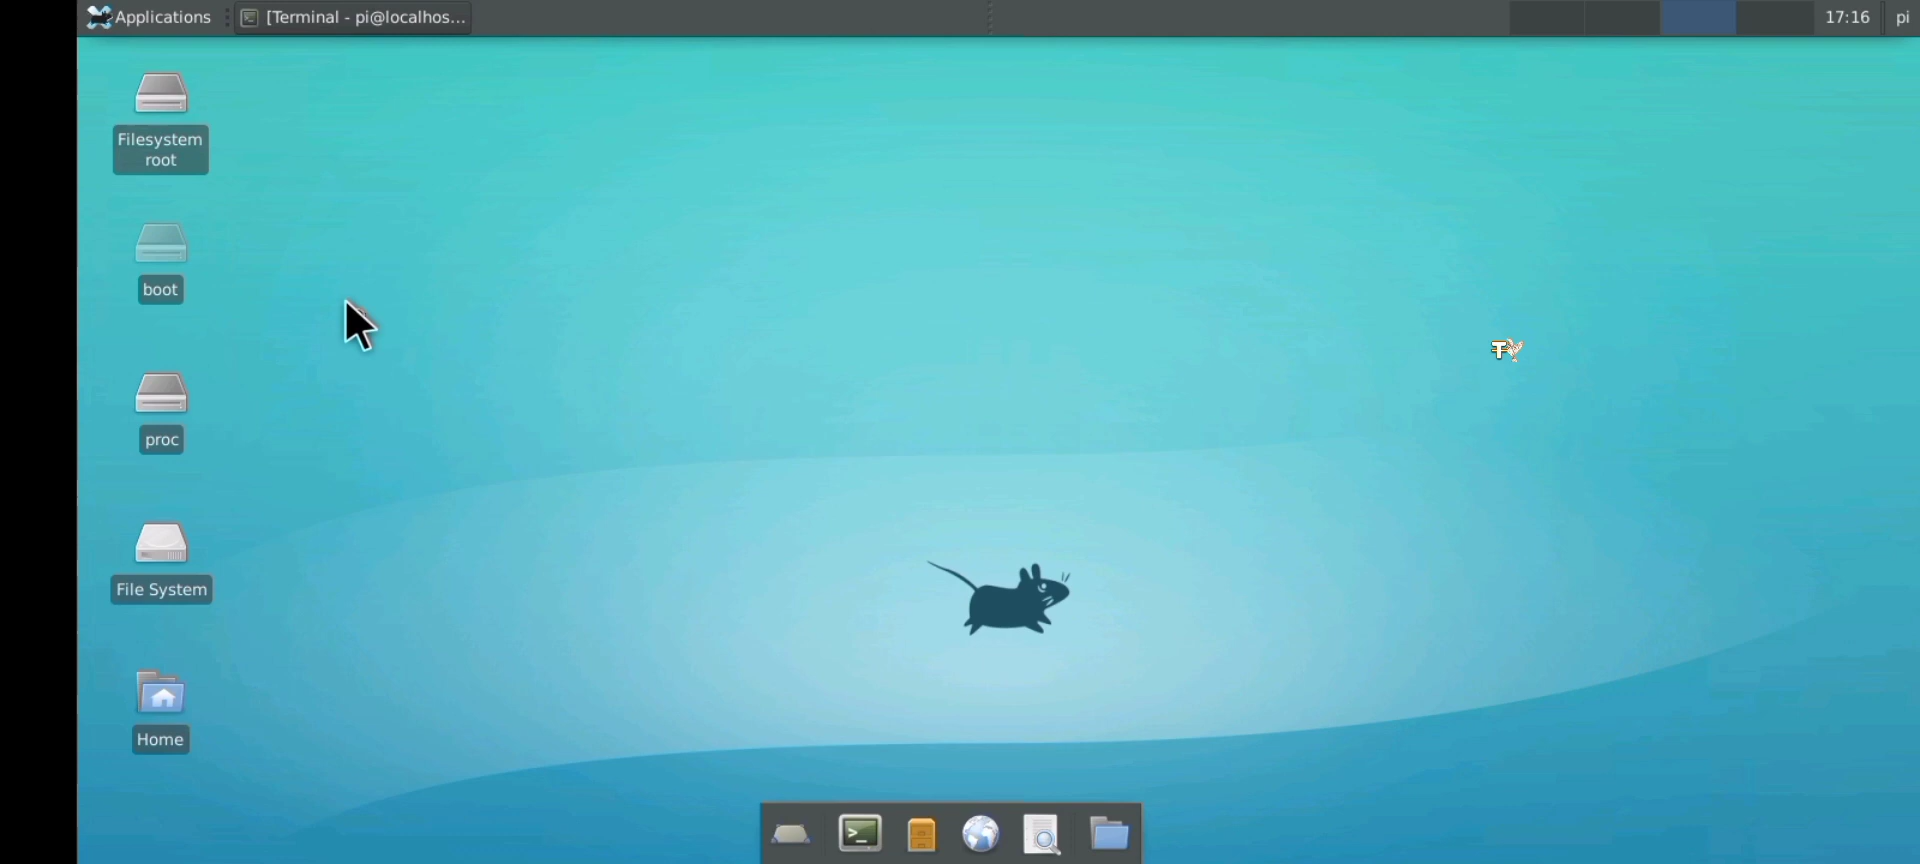 Applications
[Terminal - pi@localhos...
17:16
pi
Filesystem
root
boot
proc
File System
Home